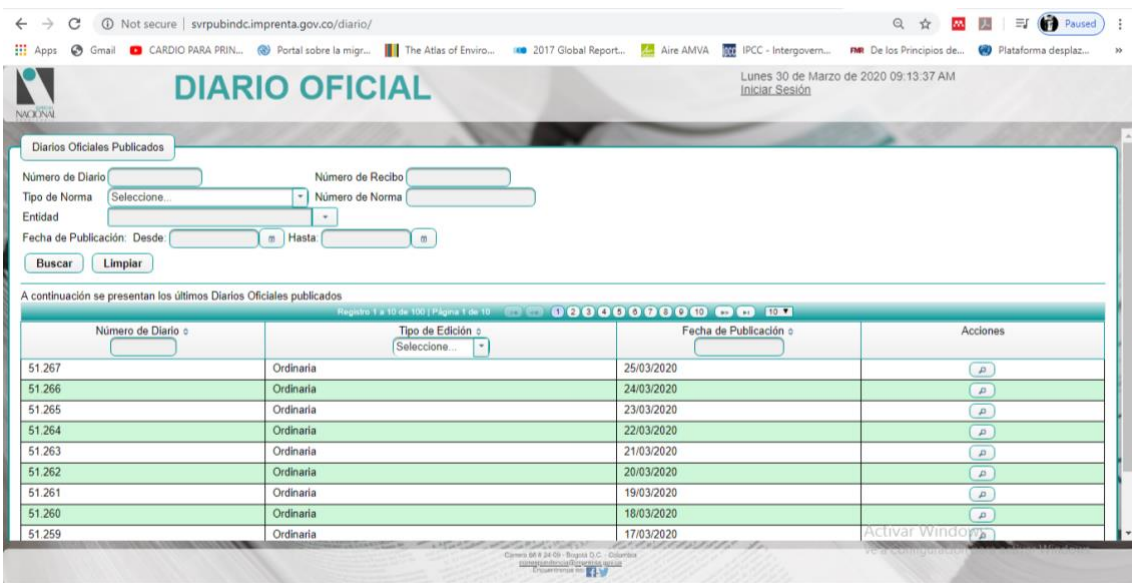 Not secure | svrpubindc.imprenta.gov.co/diario/ Paused
Apps Gmail CARDIO PARA PRIN... Portal sobre la migr... The Atlas of Enviro... 2017 Global Report... Aire AMVA IPCC - Intergovern... De los Principios de... Plataforma desplaz... »
NACIONAL
DIARIO OFICIAL
Lunes 30 de Marzo de 2020 09:13:37 AM
Iniciar Sesión
Diarios Oficiales Publicados
Número de Diario Número de Recibo
Tipo de Norma Seleccione... Número de Norma
Entidad
Fecha de Publicación: Desde: Hasta:
Buscar Limpiar
A continuación se presentan los últimos Diarios Oficiales publicados
Registro 1 a 10 de 100 | Página 1 de 10 1 2 3 4 5 6 7 8 9 10 10
Número de Diario Tipo de Edición Fecha de Publicación Acciones
Seleccione...
51.267 Ordinaria 25/03/2020
51.266 Ordinaria 24/03/2020
51.265 Ordinaria 23/03/2020
51.264 Ordinaria 22/03/2020
51.263 Ordinaria 21/03/2020
51.262 Ordinaria 20/03/2020
51.261 Ordinaria 19/03/2020
51.260 Ordinaria 18/03/2020
51.259 Ordinaria 17/03/2020
Activar Windows
Bogotá D.C. - Colombia